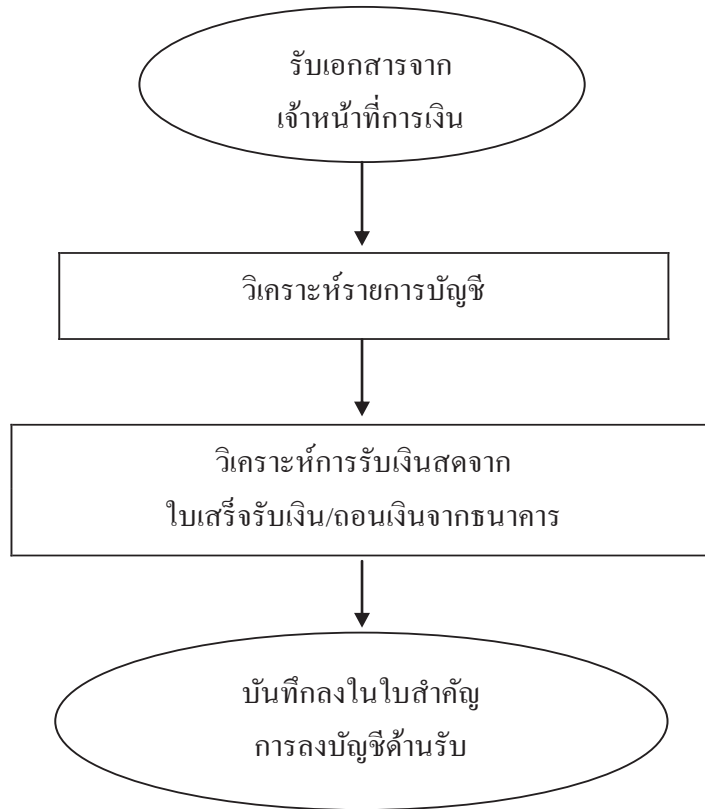 รับเอกสารจาก
เจ้าหน้าที่การเงิน
วิเคราะห์รายการบัญชี
วิเคราะห์การรับเงินสดจาก
ใบเสร็จรับเงิน/ถอนเงินจากธนาคาร
บันทึกลงในใบสำคัญ
การลงบัญชีด้านรับ